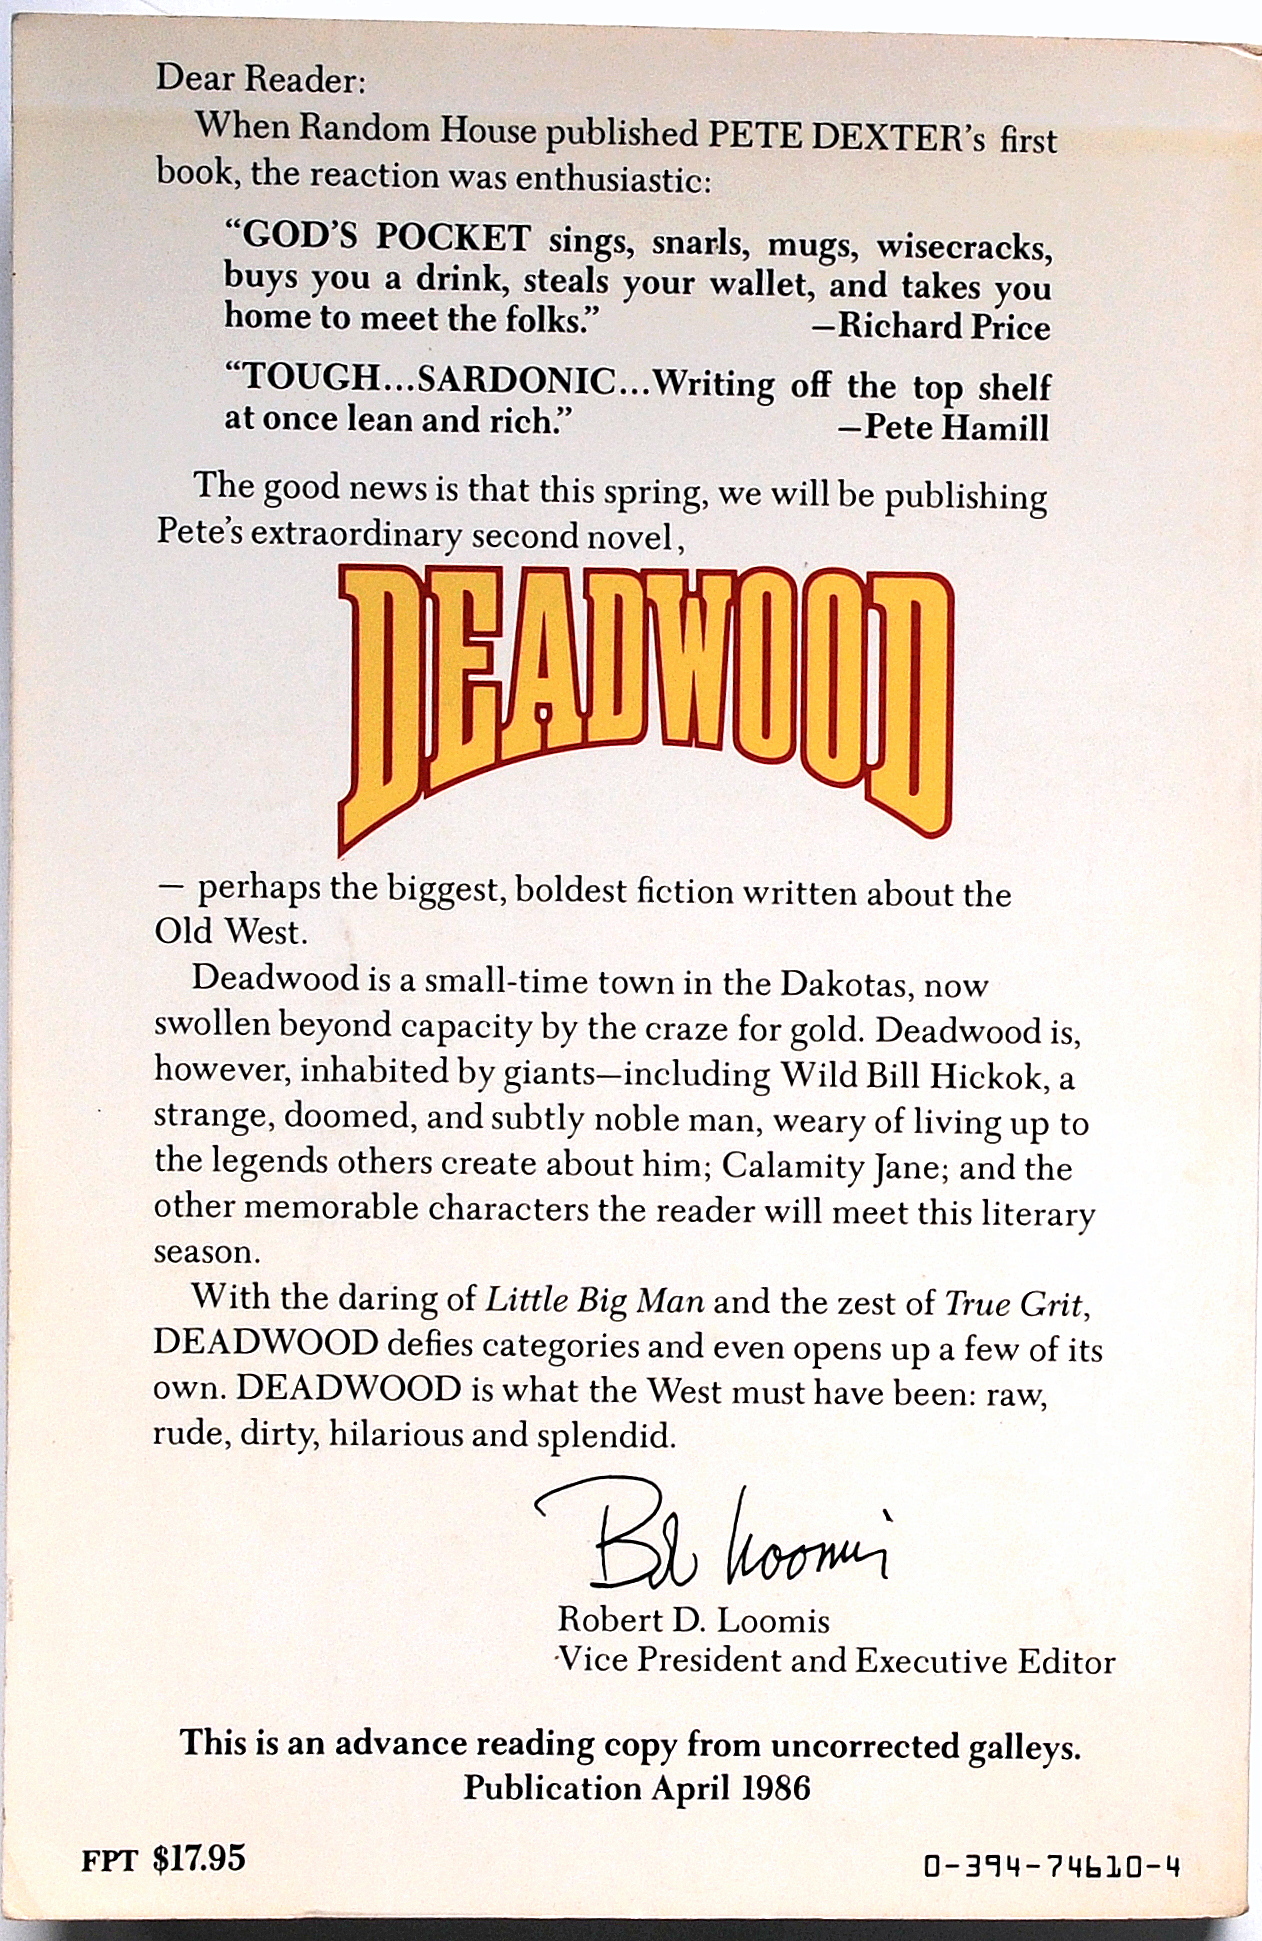 Dear Reader:
When Random House published PETE DEXTER's first
book, the reaction was enthusiastic:
“GOD'S POCKET sings, snarls, mugs, wisecracks,
buys you a drink, steals your wallet, and takes you
home to meet the folks.” —Richard Price
“TOUGH...SARDONIC...Writing off the top shelf
at once lean and rich.” —Pete Hamill
The good news is that this spring, we will be publishing
Pete's extraordinary second novel,
DEADWOOD
— perhaps the biggest, boldest fiction written about the
Old West.
Deadwood is a small-time town in the Dakotas, now
swollen beyond capacity by the craze for gold. Deadwood is,
however, inhabited by giants—including Wild Bill Hickok, a
strange, doomed, and subtly noble man, weary of living up to
the legends others create about him; Calamity Jane; and the
other memorable characters the reader will meet this literary
season.
With the daring of Little Big Man and the zest of True Grit,
DEADWOOD defies categories and even opens up a few of its
own. DEADWOOD is what the West must have been: raw,
rude, dirty, hilarious and splendid.
Bob Loomis
Robert D. Loomis
Vice President and Executive Editor
This is an advance reading copy from uncorrected galleys.
Publication April 1986
FPT $17.95
0-394-74610-4